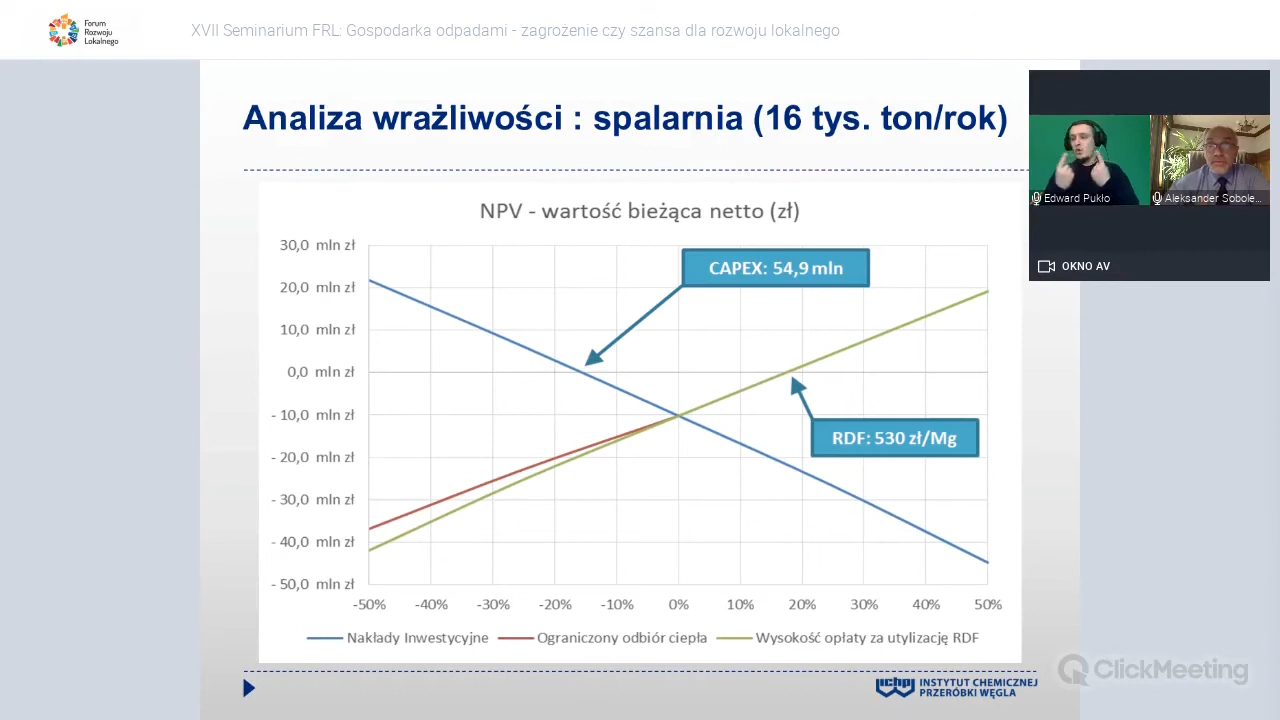 Forum
Rozwoju
Lokalnego
XVII Seminarium FRL: Gospodarka odpadami - zagrożenie czy szansa dla rozwoju lokalnego
Analiza wrażliwości : spalarnia (16 tys. ton/rok)
Edward Pukło
Aleksander Sobole...
OKNO AV
NPV - wartość bieżąca netto (zł)
30,0 mln zł
20,0 mln zł
10,0 mln zł
0,0 mln zł
- 10,0 mln zł
- 20,0 mln zł
- 30,0 mln zł
- 40,0 mln zł
- 50,0 mln zł
CAPEX: 54,9 mln
RDF: 530 zł/Mg
-50% -40% -30% -20% -10% 0% 10% 20% 30% 40% 50%
Nakłady Inwestycyjne Ograniczony odbiór ciepła Wysokość opłaty za utylizację RDF
ichpw INSTYTUT CHEMICZNEJ
PRZERÓBKI WĘGLA
ClickMeeting